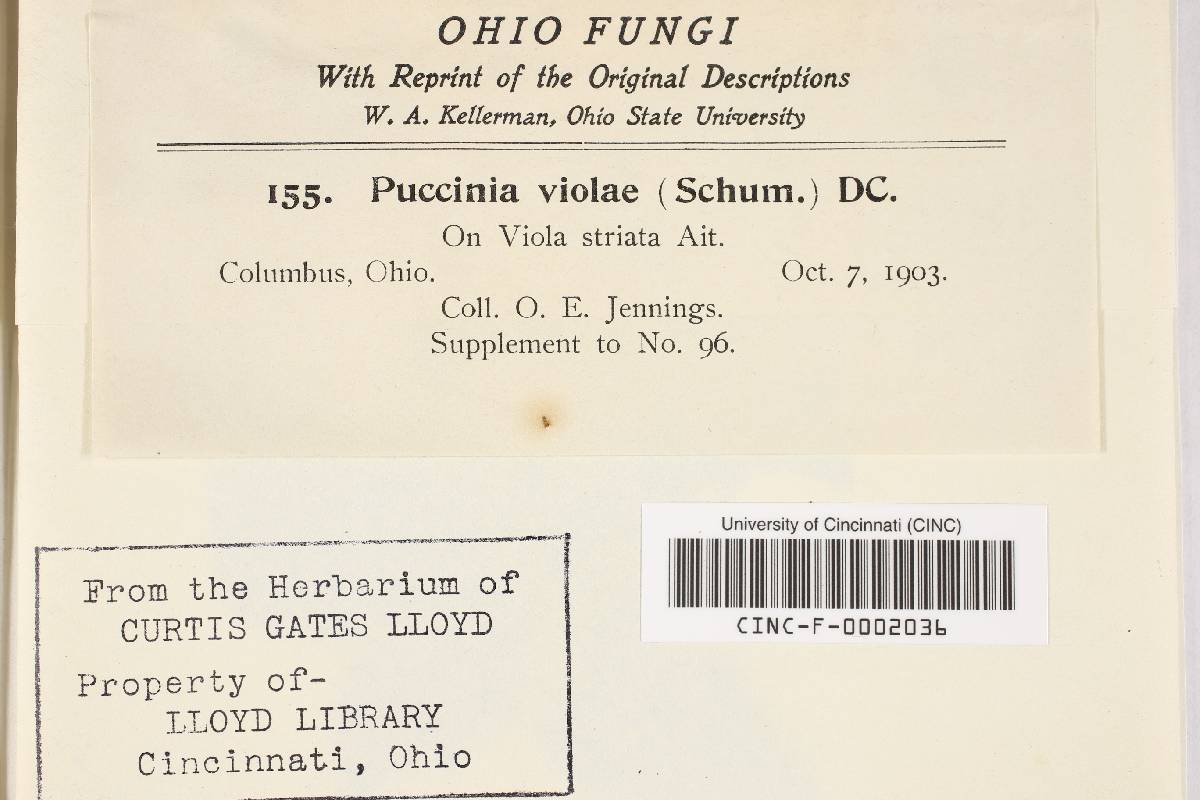 OHIO FUNGI
With Reprint of the Original Descriptions
W. A. Kellerman, Ohio State University
155. Puccinia violae (Schum.) DC.
On Viola striata Ait.
Columbus, Ohio. Oct. 7, 1903.
Coll. O. E. Jennings.
Supplement to No. 96.
University of Cincinnati (CINC)
CINC-F-0002036
From the Herbarium of
CURTIS GATES LLOYD
Property of-
LLOYD LIBRARY
Cincinnati, Ohio